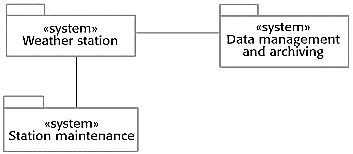 «system»
Weather station
«system»
Data management
and archiving
«system»
Station maintenance